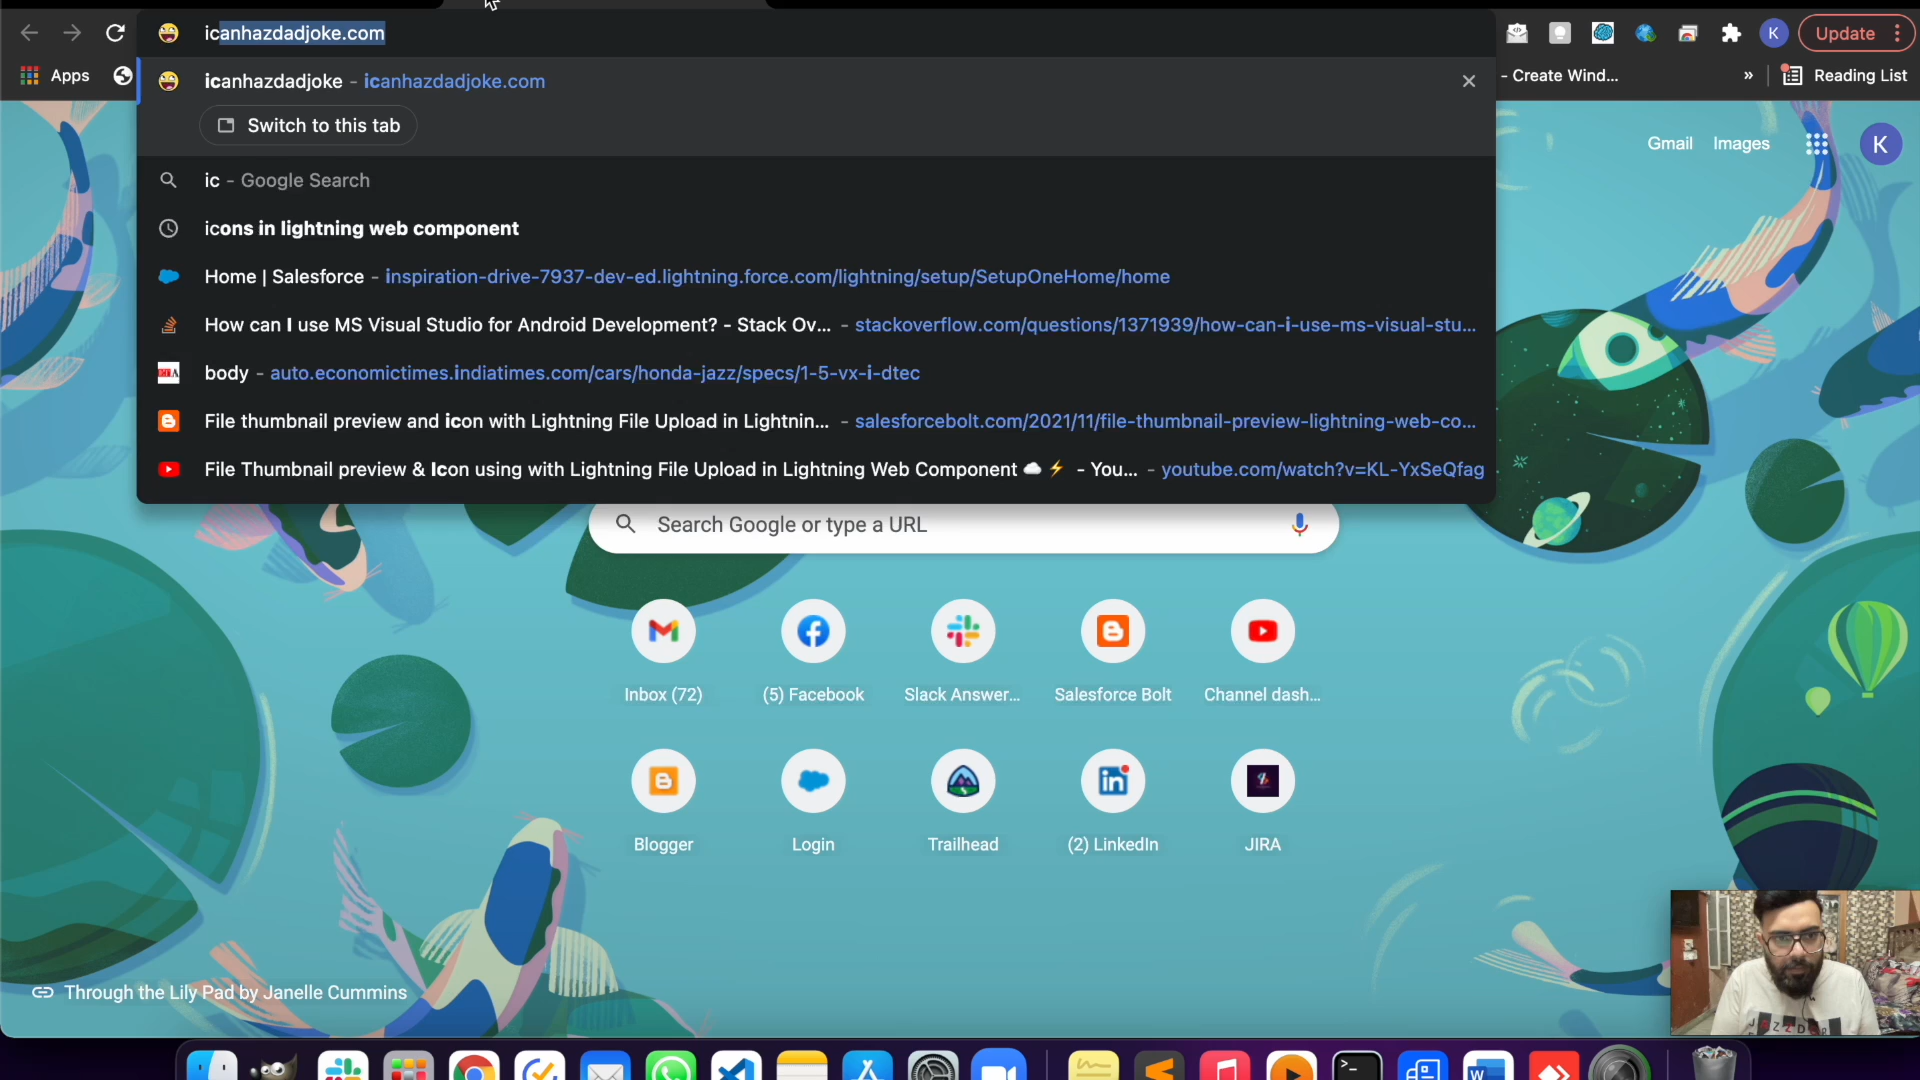 icanhazdadjoke.com
Update
Apps
- Create Wind...
»
Reading List
icanhazdadjoke - icanhazdadjoke.com
Switch to this tab
ic - Google Search
icons in lightning web component
Home | Salesforce - inspiration-drive-7937-dev-ed.lightning.force.com/lightning/setup/SetupOneHome/home
How can I use MS Visual Studio for Android Development? - Stack Ov... - stackoverflow.com/questions/1371939/how-can-i-use-ms-visual-stu...
body - auto.economictimes.indiatimes.com/cars/honda-jazz/specs/1-5-vx-i-dtec
File thumbnail preview and icon with Lightning File Upload in Lightnin... - salesforcebolt.com/2021/11/file-thumbnail-preview-lightning-web-co...
File Thumbnail preview & Icon using with Lightning File Upload in Lightning Web Component ☁️⚡ - You... - youtube.com/watch?v=KL-YxSeQfag
Gmail
Images
K
K
Search Google or type a URL
Inbox (72)
(5) Facebook
Slack Answer...
Salesforce Bolt
Channel dash...
Blogger
Login
Trailhead
(2) LinkedIn
JIRA
Through the Lily Pad by Janelle Cummins